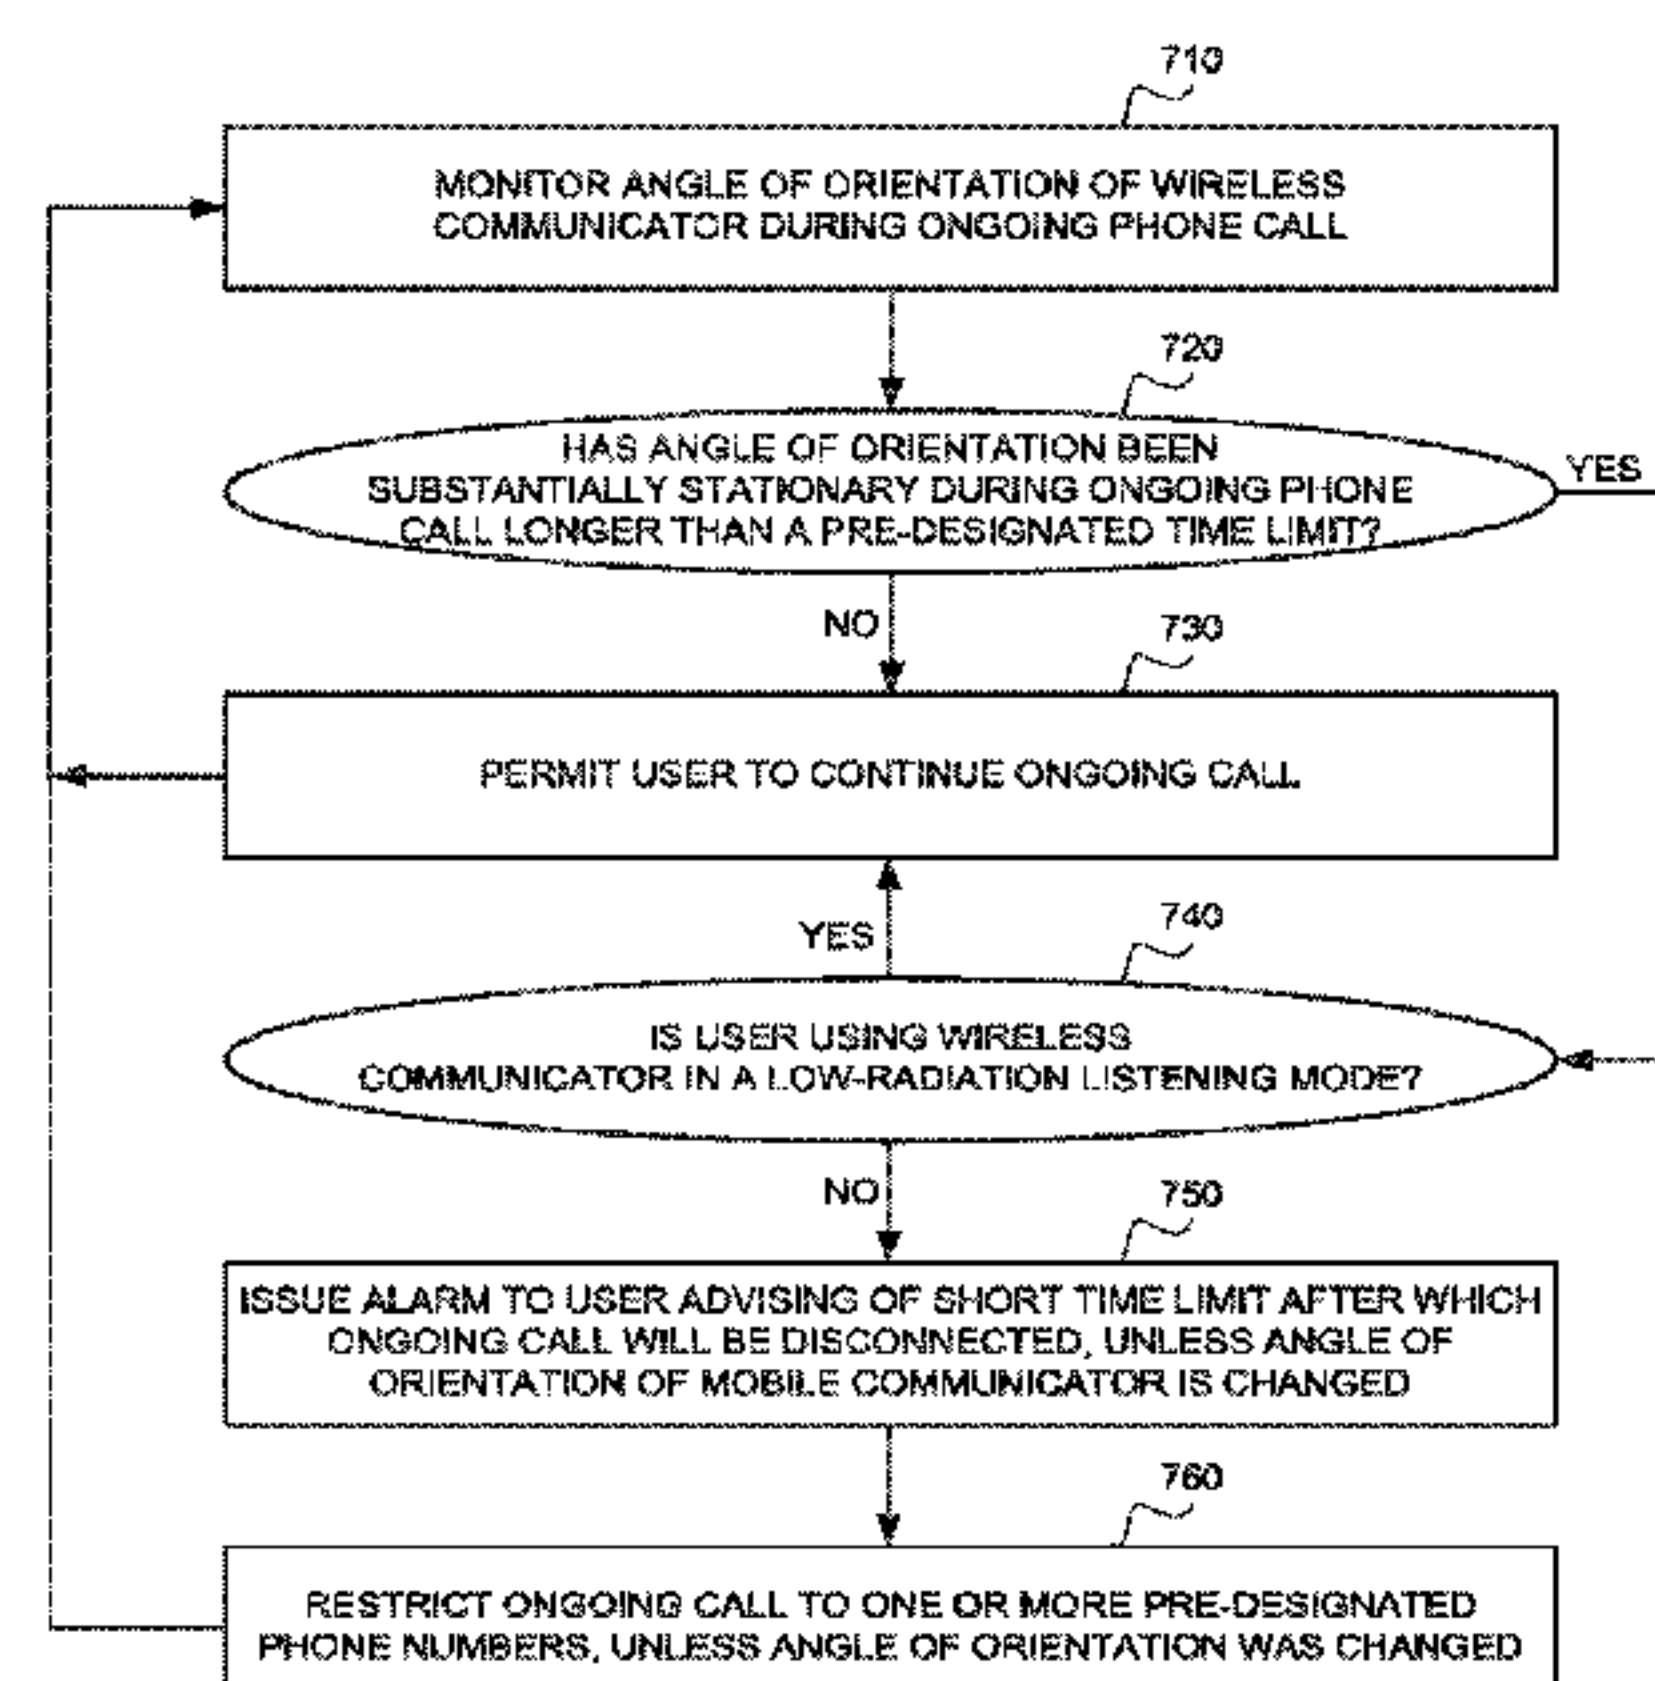 710
MONITOR ANGLE OF ORIENTATION OF WIRELESS
COMMUNICATOR DURING ONGOING PHONE CALL
720
HAS ANGLE OF ORIENTATION BEEN
SUBSTANTIALLY STATIONARY DURING ONGOING PHONE
CALL LONGER THAN A PRE-DESIGNATED TIME LIMIT?
YES
NO
730
PERMIT USER TO CONTINUE ONGOING CALL
YES
740
IS USER USING WIRELESS
COMMUNICATOR IN A LOW-RADIATION LISTENING MODE?
NO
750
ISSUE ALARM TO USER ADVISING OF SHORT TIME LIMIT AFTER WHICH
ONGOING CALL WILL BE DISCONNECTED, UNLESS ANGLE OF
ORIENTATION OF MOBILE COMMUNICATOR IS CHANGED
760
RESTRICT ONGOING CALL TO ONE OR MORE PRE-DESIGNATED
PHONE NUMBERS, UNLESS ANGLE OF ORIENTATION WAS CHANGED